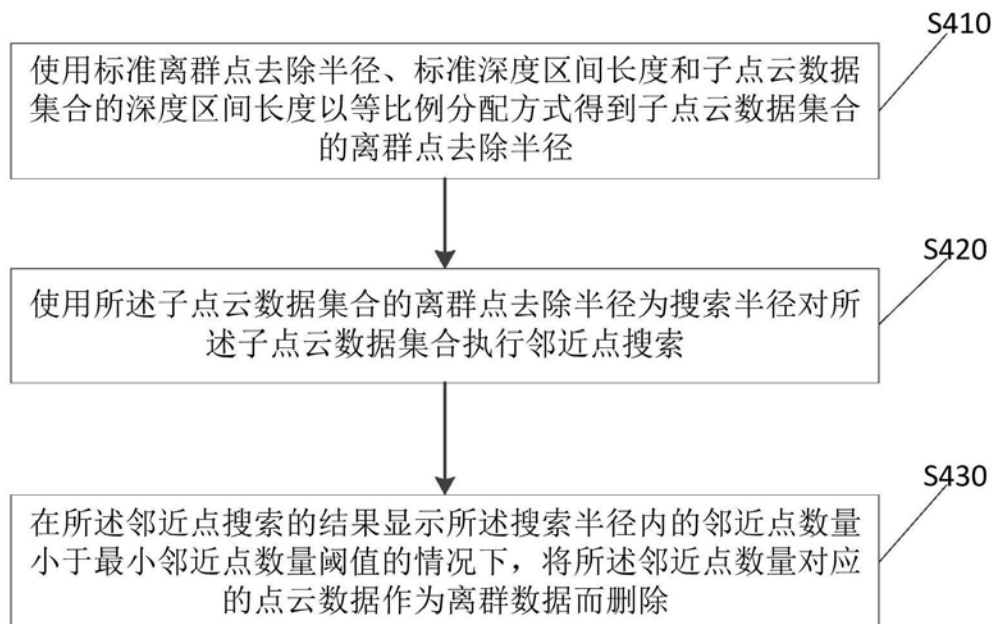 S410
使用标准离群点去除半径、标准深度区间长度和子点云数据
集合的深度区间长度以等比例分配方式得到子点云数据集合
的离群点去除半径
S420
使用所述子点云数据集合的离群点去除半径为搜索半径对所
述子点云数据集合执行邻近点搜索
S430
在所述邻近点搜索的结果显示所述搜索半径内的邻近点数量
小于最小邻近点数量阈值的情况下，将所述邻近点数量对应
的点云数据作为离群数据而删除